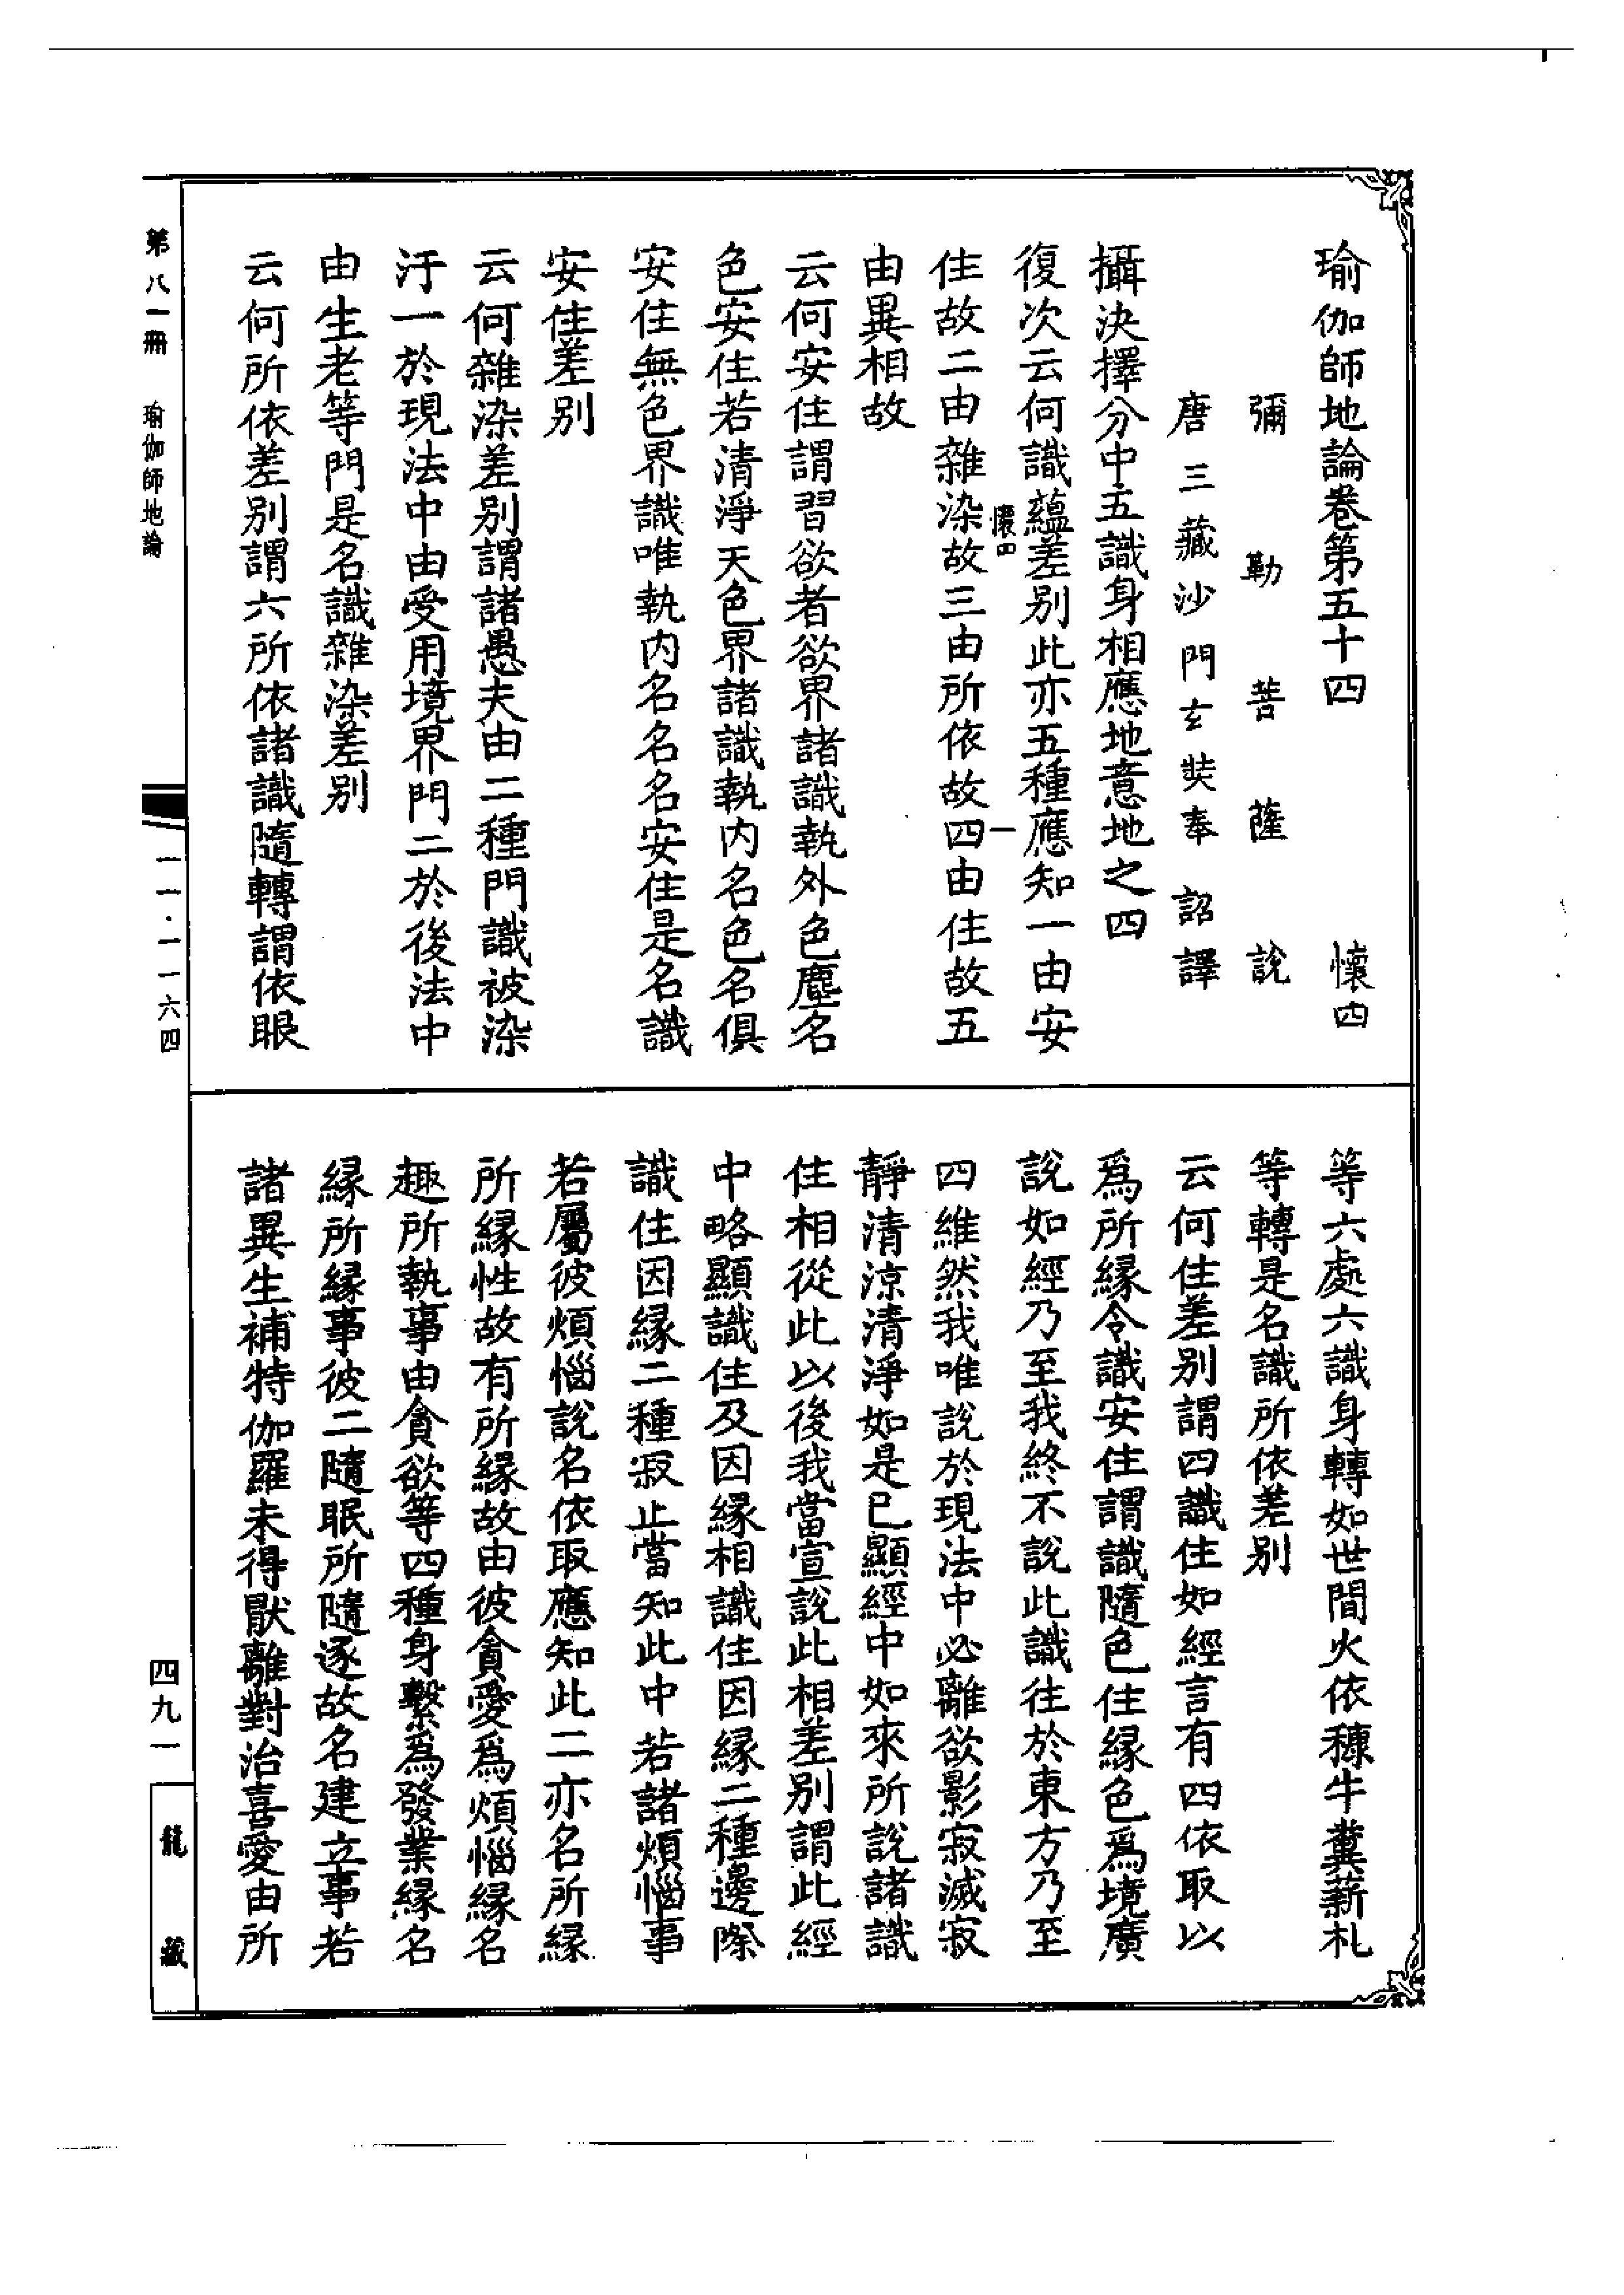 瑜伽師地論卷第五十四　懷四
彌勒菩薩說
唐三藏沙門玄奘奉詔譯
攝決擇分中五識身相應地意地之四
復次云何識蘊差別此亦五種應知一由安
懷四　一
住故二由雜染故三由所依故四由住故五
由異相故
云何安住謂習欲者欲界諸識執外色塵名
色安住若清淨天色界諸識執內名色名俱
安住無色界識唯執內名名名安住是名識
安住差別
云何雜染差別謂諸愚夫由二種門識被染
汙一於現法中由受用境界門二於後法中
由生老等門是名識雜染差別
云何所依差別謂六所依諸識隨轉謂依眼
等六處六識身轉如世間火依穅牛糞薪札
等轉是名識所依差別
云何住差別謂四識住如經言有四依取以
爲所緣令識安住謂識隨色住緣色爲境廣
說如經乃至我終不說此識往於東方乃至
四維然我唯說於現法中必離欲影寂滅寂
靜清涼清淨如是已顯經中如來所說諸識
住相從此以後我當宣說此相差別謂此經
中略顯識住及因緣相識住因緣二種邊際
識住因緣二種寂止當知此中若諸煩惱事
若屬彼煩惱說名依取應知此二亦名所緣
所緣性故有所緣故由彼貪愛爲煩惱緣名
趣所執事由貪欲等四種身繫爲發業緣名
緣所緣事彼二隨眠所隨逐故名建立事若
諸異生補特伽羅未得猒離對治喜愛由所
第八一冊　瑜伽師地論
一一·一一六四
四九一
龍藏